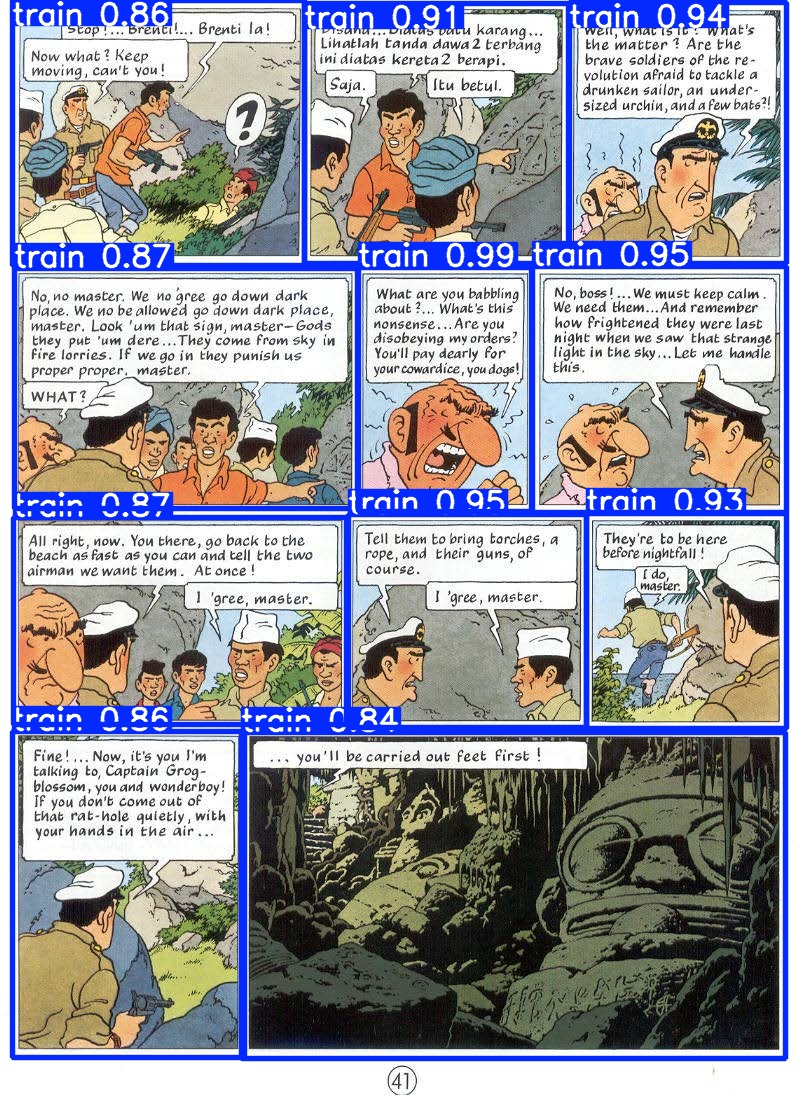 train 0.86
Stop!...Brenti!... Brenti la!
Now what? Keep
moving, can't you!
?
train 0.91
Disana... Diatas batu karang...
Lihatlah tanda dawa2 terbang
ini diatas kereta2 berapi.
Saja.
Itu betul.
train 0.94
Well, what is it? What's
the matter? Are the
brave soldiers of the re-
volution afraid to tackle a
drunken sailor, an under-
sized urchin, and a few bats?!
train 0.87
No, no master. We no 'gree go down dark
place. We no be allowed go down dark place,
master. Look 'um that sign, master—Gods
they put 'um dere...They come from sky in
fire lorries. If we go in they punish us
proper proper, master.
WHAT?
train 0.99
What are you babbling
about?... What's this
nonsense...Are you
disobeying my orders?
You'll pay dearly for
your cowardice, you dogs!
train 0.95
No, boss!...We must keep calm.
We need them...And remember
how frightened they were last
night when we saw that strange
light in the sky...Let me handle
this.
train 0.87
All right, now. You there, go back to the
beach as fast as you can and tell the two
airman we want them. At once!
I 'gree, master.
train 0.95
Tell them to bring torches, a
rope, and their guns, of
course.
I 'gree, master.
train 0.93
They're to be here
before nightfall!
I do,
master.
train 0.86
Fine!... Now, it's you I'm
talking to, Captain Grog-
blossom, you and wonderboy!
If you don't come out of
that rat-hole quietly, with
your hands in the air...
train 0.84
... you'll be carried out feet first!
41